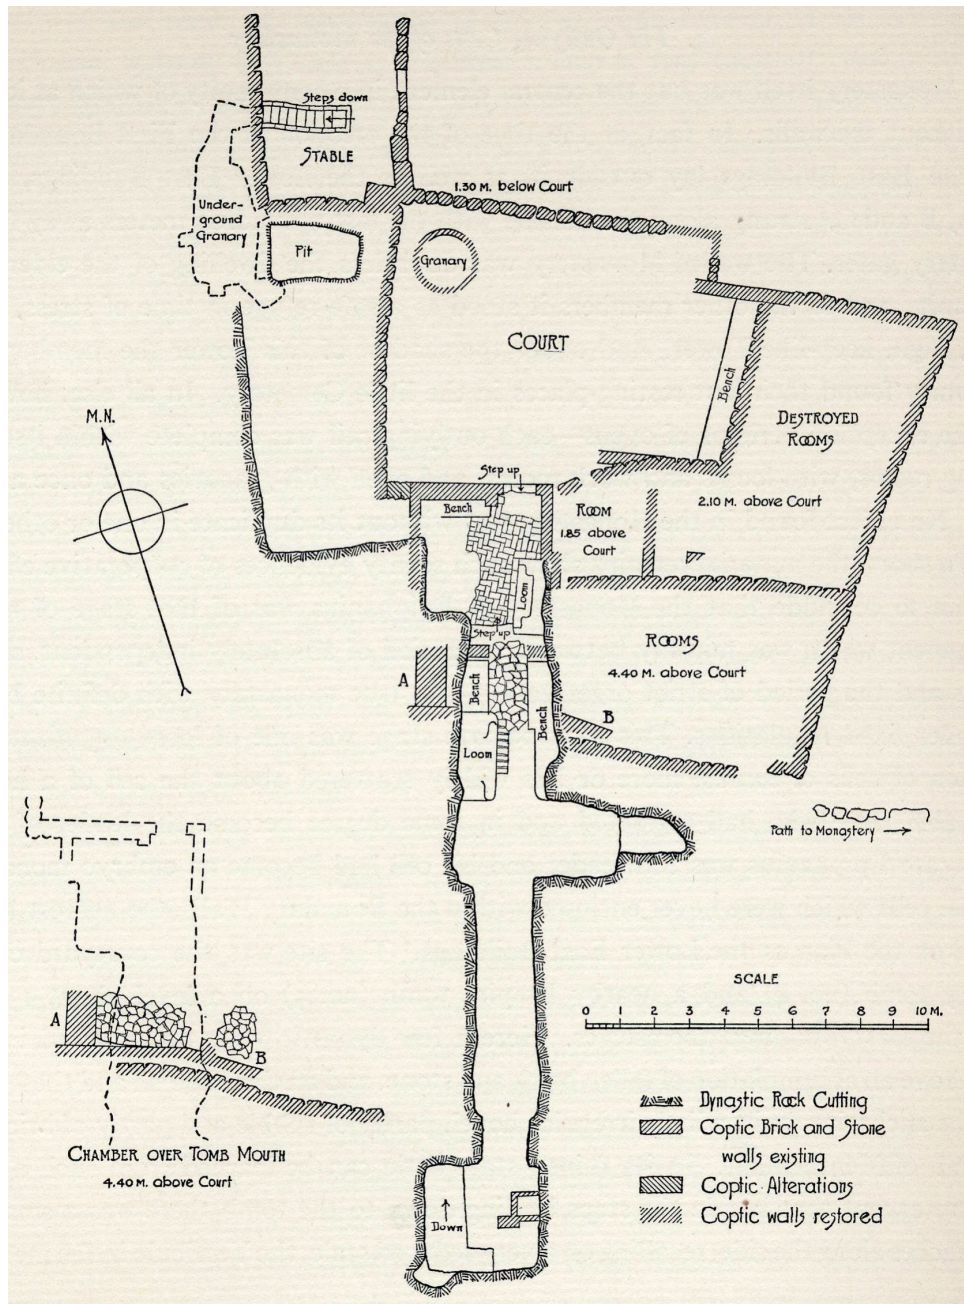 Steps down
STABLE
1.30 M. below Court
Under-
ground
Granary
Pit
Granary
COURT
Bench
M.N.
DESTROYED
ROOMS
Step up
Bench
ROOM
1.85 above
Court
2.10 M. above Court
Loom
Step up
ROOMS
4.40 M. above Court
A
Bench
Bench
B
Loom
Path to Monastery
SCALE
0 1 2 3 4 5 6 7 8 9 10 M.
A
B
CHAMBER OVER TOMB MOUTH
4.40 M. above Court
Dynastic Rock Cutting
Coptic Brick and Stone
walls existing
Coptic Alterations
Coptic walls restored
Down